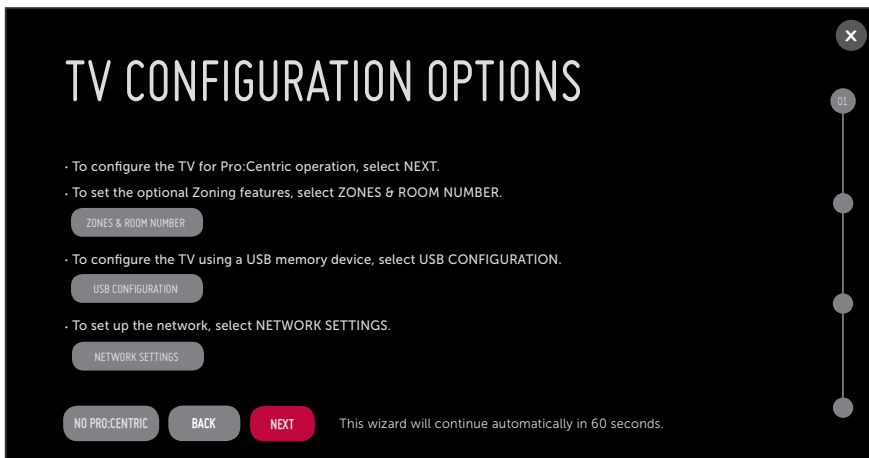 X
TV CONFIGURATION OPTIONS
01
· To configure the TV for Pro:Centric operation, select NEXT.
· To set the optional Zoning features, select ZONES & ROOM NUMBER.
ZONES & ROOM NUMBER
· To configure the TV using a USB memory device, select USB CONFIGURATION.
USB CONFIGURATION
· To set up the network, select NETWORK SETTINGS.
NETWORK SETTINGS
NO PRO:CENTRIC BACK NEXT This wizard will continue automatically in 60 seconds.